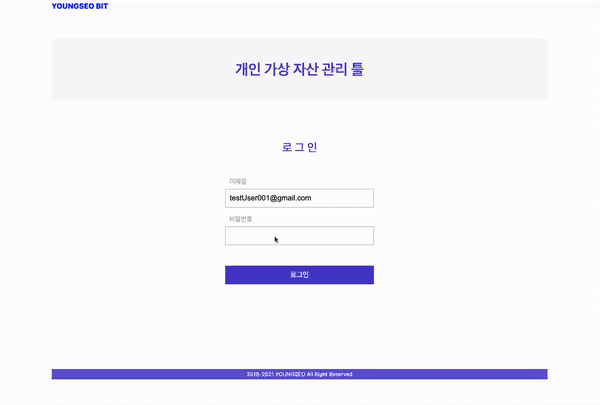 YOUNGSEO BIT
개인 가상 자산 관리 툴
로 그 인
이메일
testUser001@gmail.com
비밀번호
로그인
2018-2021 YOUNGSEO All Right Reserved